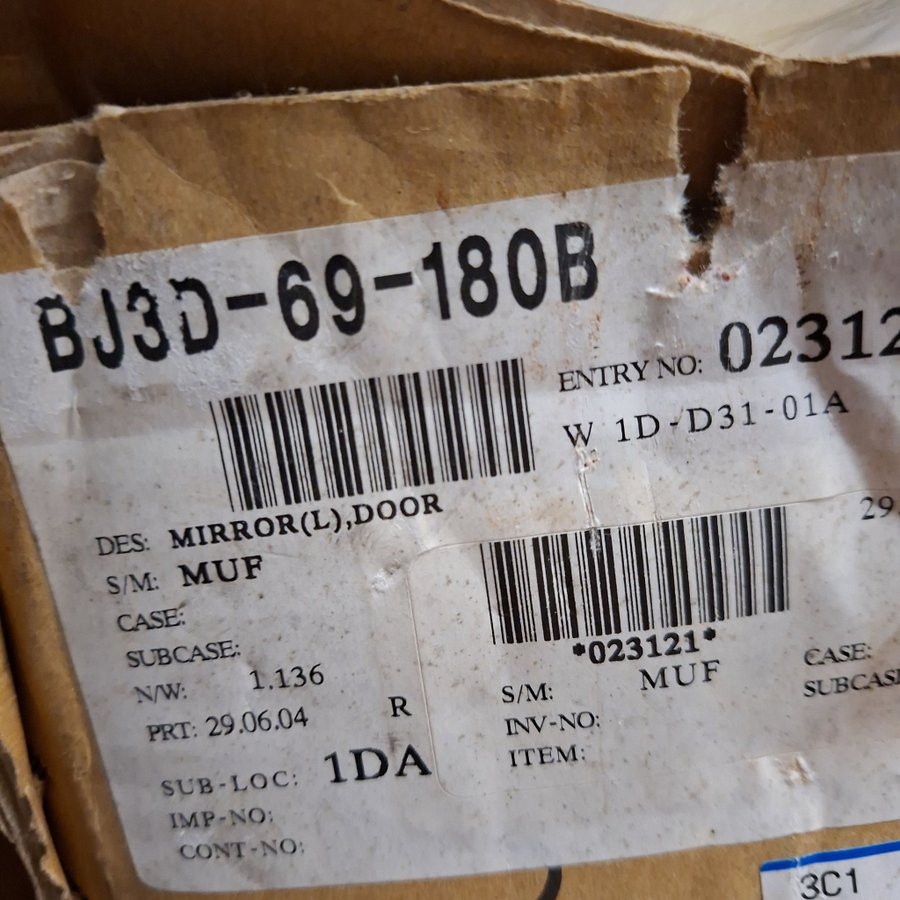 BJ3D-69-180B
ENTRY NO: 02312
W 1D-D31-01A
DES: MIRROR(L),DOOR
S/M: MUF
CASE:
SUBCASE:
N/W: 1.136
PRT: 29.06.04 R
SUB-LOC: 1DA
IMP-NO:
CONT-NO:
29.
*023121*
S/M: MUF
INV-NO:
ITEM:
CASE:
SUBCASE
3C1